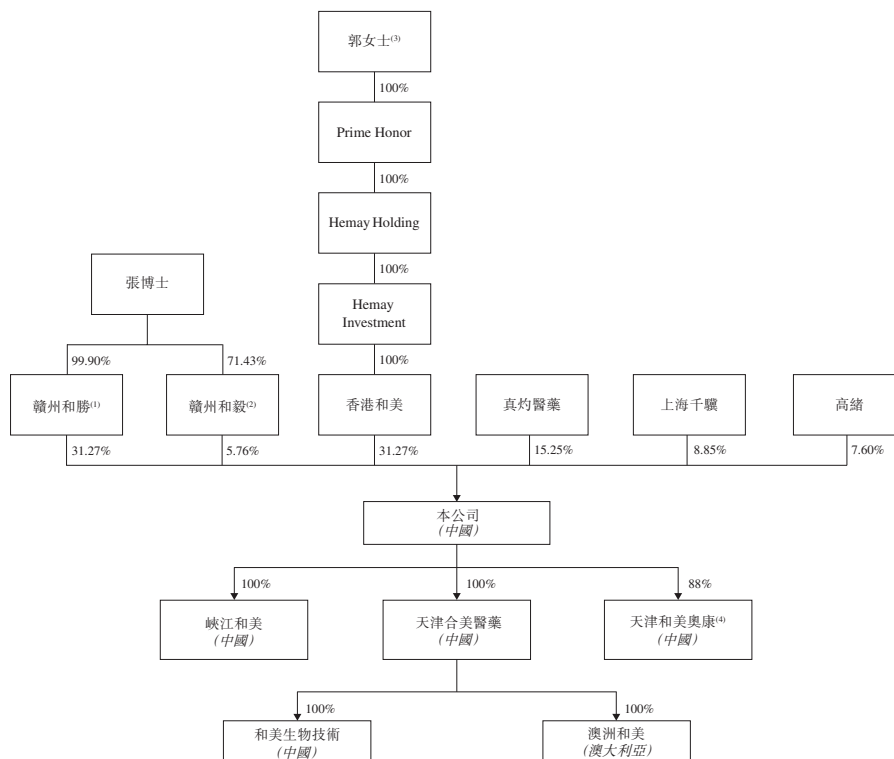 郭女士(3)
100%
Prime Honor
100%
Hemay Holding
100%
張博士
Hemay
Investment
99.90%
71.43%
100%
贛州和勝(1)
贛州和毅(2)
香港和美
真灼醫藥
上海千驥
高緒
31.27%
5.76%
31.27%
15.25%
8.85%
7.60%
本公司
(中國)
100%
100%
88%
峽江和美
(中國)
天津合美醫藥
(中國)
天津和美奧康(4)
(中國)
100%
100%
和美生物技術
(中國)
澳洲和美
(澳大利亞)